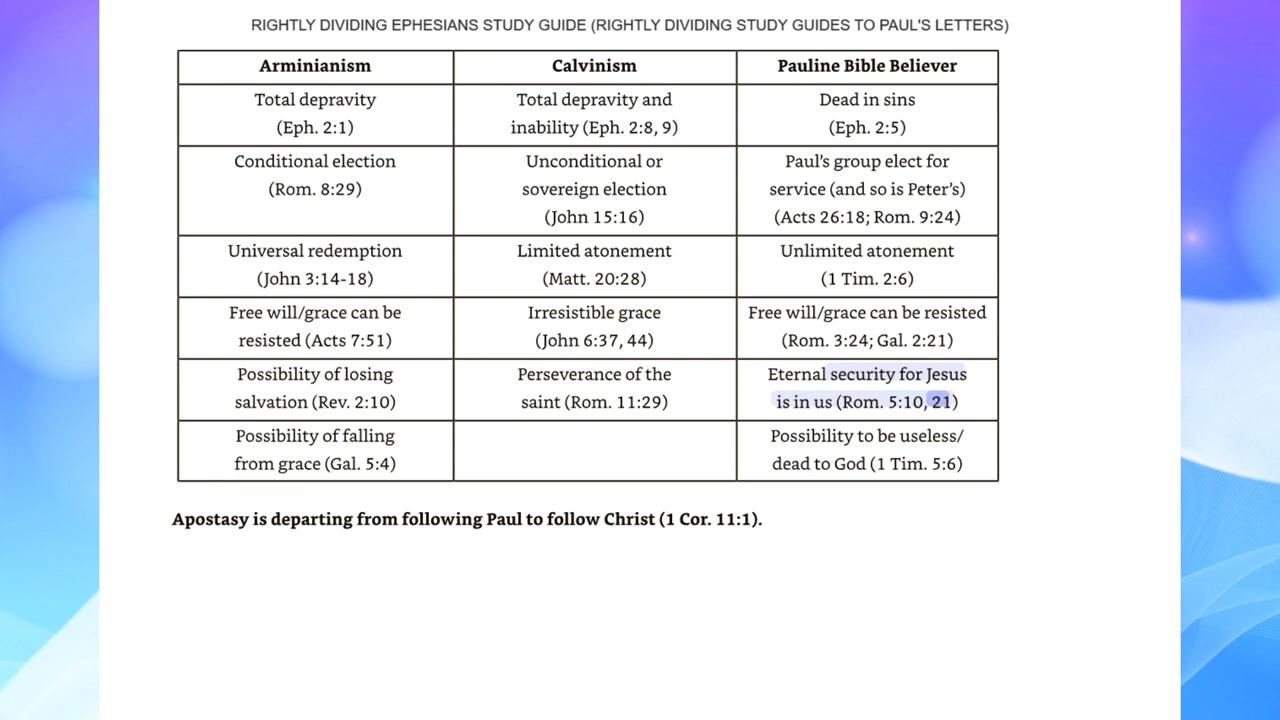 RIGHTLY DIVIDING EPHESIANS STUDY GUIDE (RIGHTLY DIVIDING STUDY GUIDES TO PAUL'S LETTERS)
Arminianism
Calvinism
Pauline Bible Believer
Total depravity
(Eph. 2:1)
Total depravity and
inability (Eph. 2:8, 9)
Dead in sins
(Eph. 2:5)
Conditional election
(Rom. 8:29)
Unconditional or
sovereign election
(John 15:16)
Paul’s group elect for
service (and so is Peter’s)
(Acts 26:18; Rom. 9:24)
Universal redemption
(John 3:14-18)
Limited atonement
(Matt. 20:28)
Unlimited atonement
(1 Tim. 2:6)
Free will/grace can be
resisted (Acts 7:51)
Irresistible grace
(John 6:37, 44)
Free will/grace can be resisted
(Rom. 3:24; Gal. 2:21)
Possibility of losing
salvation (Rev. 2:10)
Perseverance of the
saint (Rom. 11:29)
Eternal security for Jesus
is in us (Rom. 5:10, 21)
Possibility of falling
from grace (Gal. 5:4)
Possibility to be useless/
dead to God (1 Tim. 5:6)
Apostasy is departing from following Paul to follow Christ (1 Cor. 11:1).